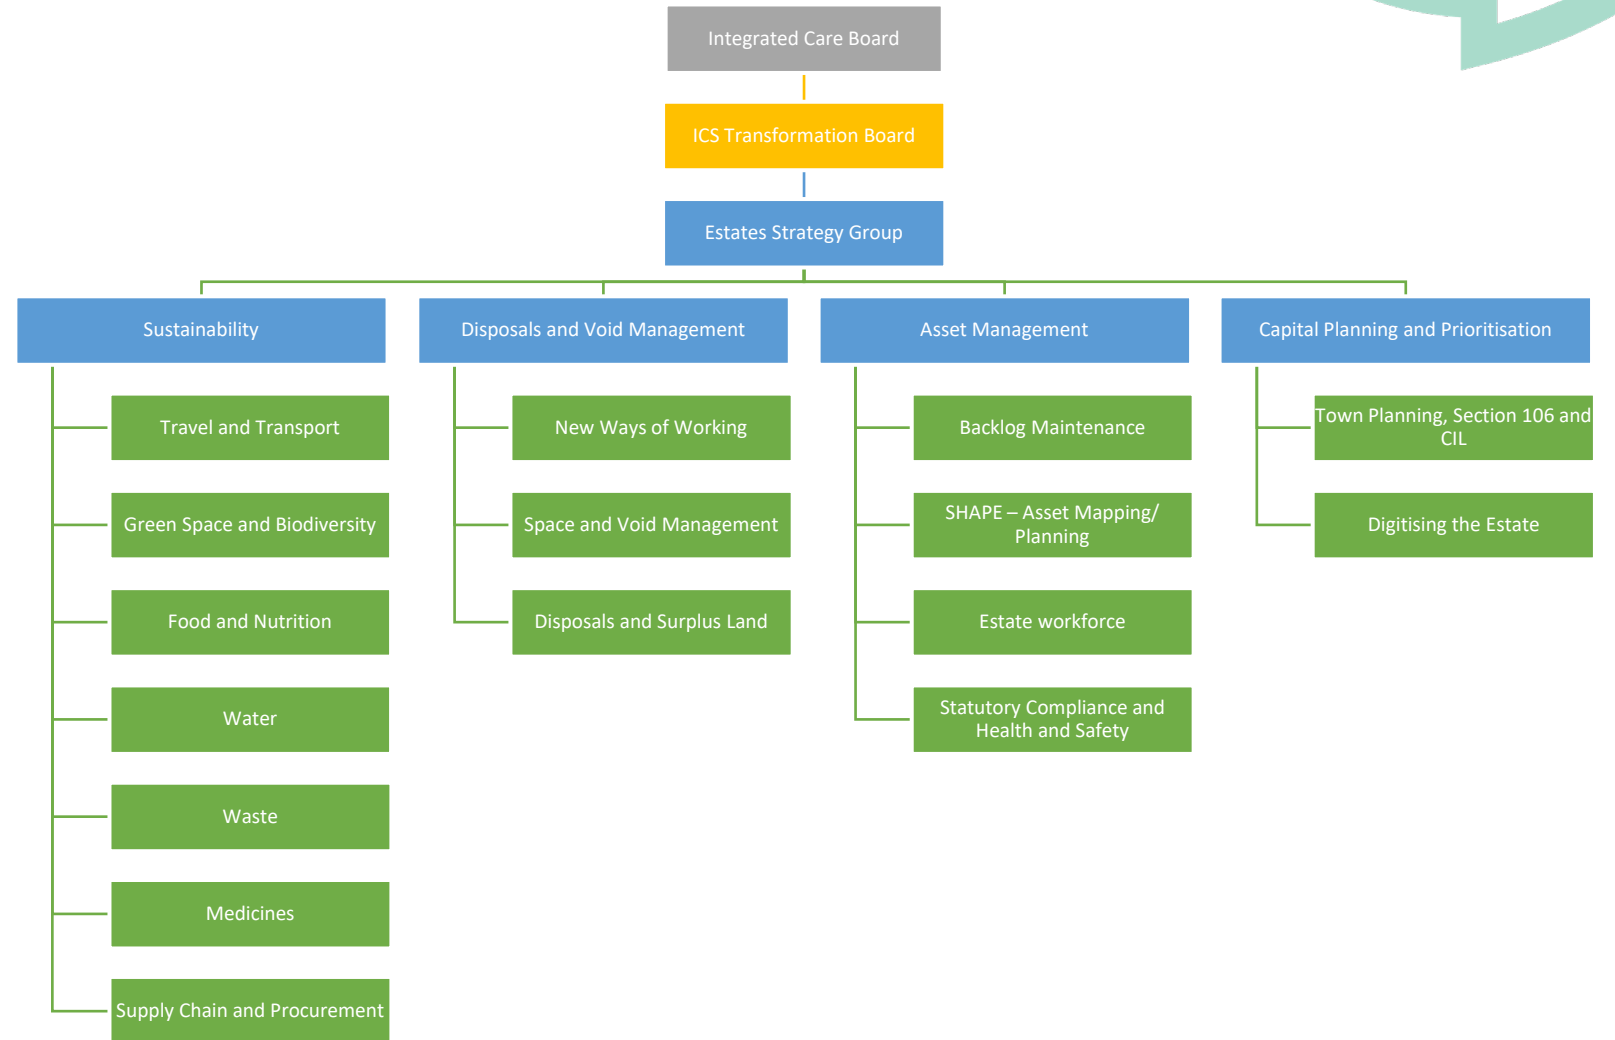 Integrated Care Board
ICS Transformation Board
Estates Strategy Group
Sustainability
Travel and Transport
Green Space and Biodiversity
Food and Nutrition
Water
Waste
Medicines
Supply Chain and Procurement
Disposals and Void Management
New Ways of Working
Space and Void Management
Disposals and Surplus Land
Asset Management
Backlog Maintenance
SHAPE – Asset Mapping/
Planning
Estate workforce
Statutory Compliance and
Health and Safety
Capital Planning and Prioritisation
Town Planning, Section 106 and
CIL
Digitising the Estate